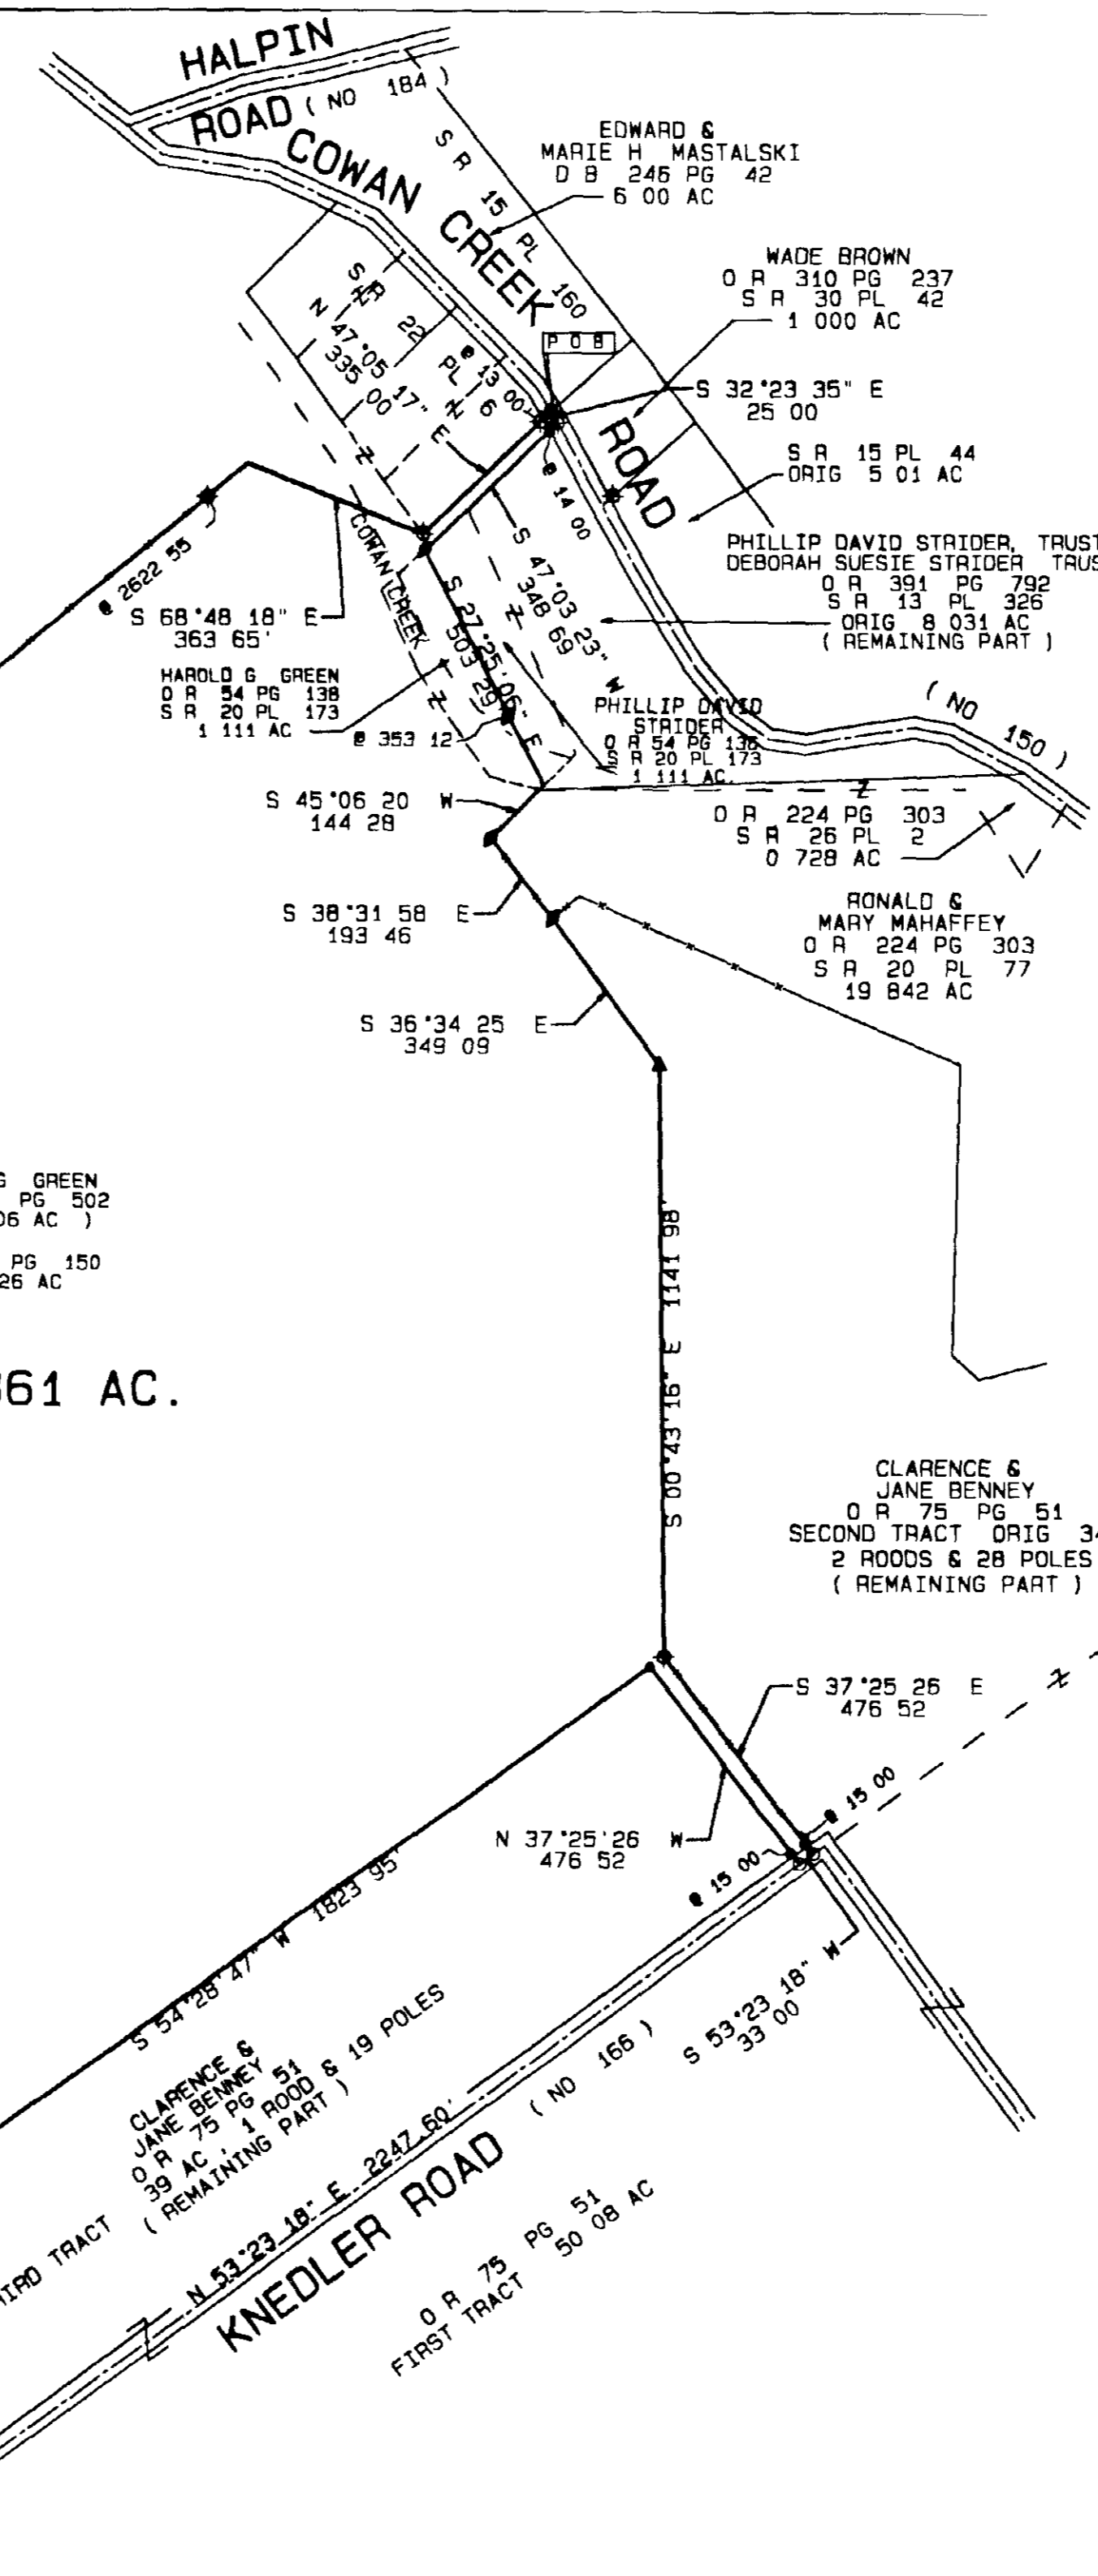 HALPIN
ROAD ( NO 184 )
COWAN CREEK ROAD
S R 15 PL 160
EDWARD &
MARIE H MASTALSKI
D B 246 PG 42
6 00 AC
WADE BROWN
O R 310 PG 237
S R 30 PL 42
1 000 AC
P O B
S R 22 PL 6
N 47°05 17" E
335 00
@ 13 00
S 32°23 35" E
25 00
S R 15 PL 44
ORIG 5 01 AC
@ 14 00
@ 2622 55
S 68°48 18" E
363 65'
COWAN CREEK
S 47°03 23" W
348 69
PHILLIP DAVID STRIDER, TRUST
DEBORAH SUESIE STRIDER TRUS
O R 391 PG 792
S R 13 PL 326
ORIG 8 031 AC
( REMAINING PART )
S 27°25'06" E
503 29
HAROLD G GREEN
O R 54 PG 138
S R 20 PL 173
1 111 AC
@ 353 12
PHILLIP DAVID
STRIDER
O R 54 PG 136
S R 20 PL 173
1 111 AC.
( NO 150 )
S 45°06 20 W
144 28
O R 224 PG 303
S R 26 PL 2
0 728 AC
S 38°31 58 E
193 46
RONALD &
MARY MAHAFFEY
O R 224 PG 303
S R 20 PL 77
19 842 AC
S 36°34 25 E
349 09
G GREEN
PG 502
06 AC )
PG 150
26 AC
S 00°43'16" E 1141 98'
661 AC.
CLARENCE &
JANE BENNEY
O R 75 PG 51
SECOND TRACT ORIG 34
2 ROODS & 28 POLES
( REMAINING PART )
S 37°25 26 E
476 52
@ 15 00
N 37°25'26 W
476 52
@ 15 00
S 54°28'47" W 1823 95'
S 53°23 18" W
33 00
CLARENCE &
JANE BENNEY
O R 75 PG 51
39 AC , 1 ROOD & 19 POLES
( REMAINING PART )
HIRD TRACT
( NO 166 )
N 53°23 18" E 2247 60'
KNEDLER ROAD
O R 75 PG 51
FIRST TRACT 50 08 AC